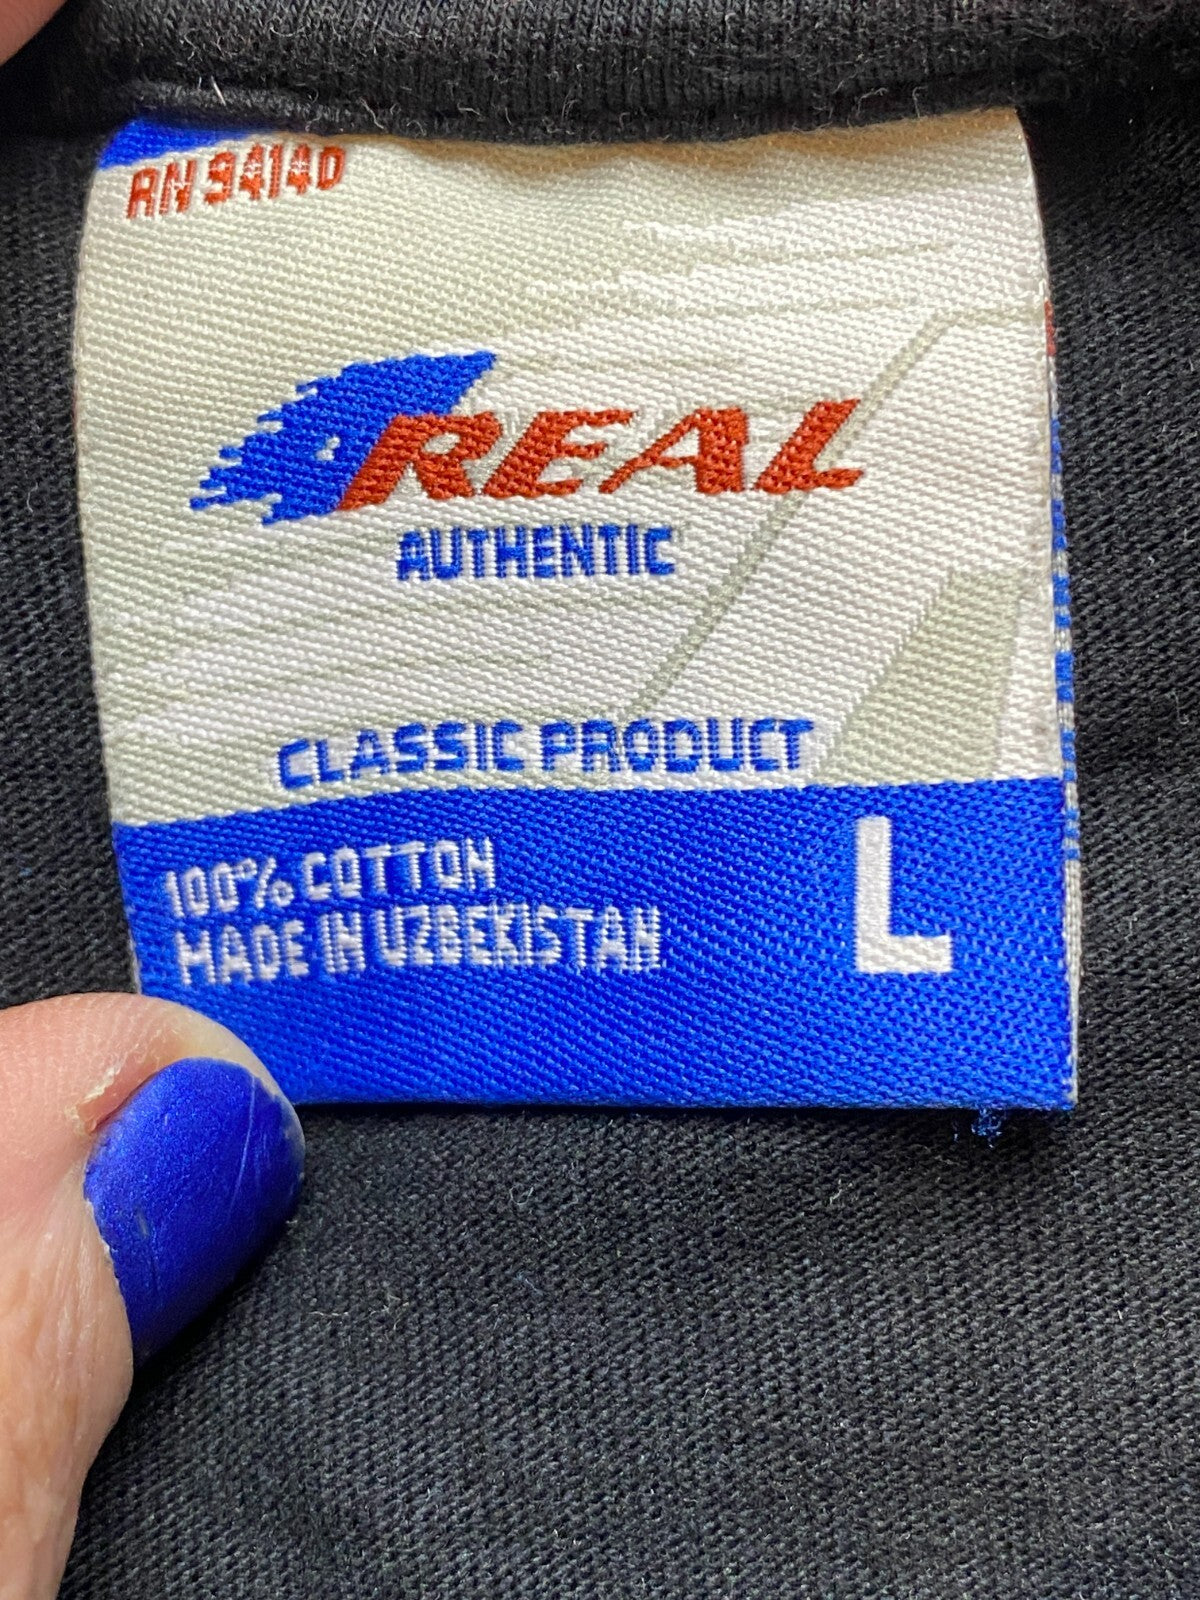 RN 94140
REAL
AUTHENTIC
CLASSIC PRODUCT
100% COTTON
MADE IN UZBEKISTAN
L